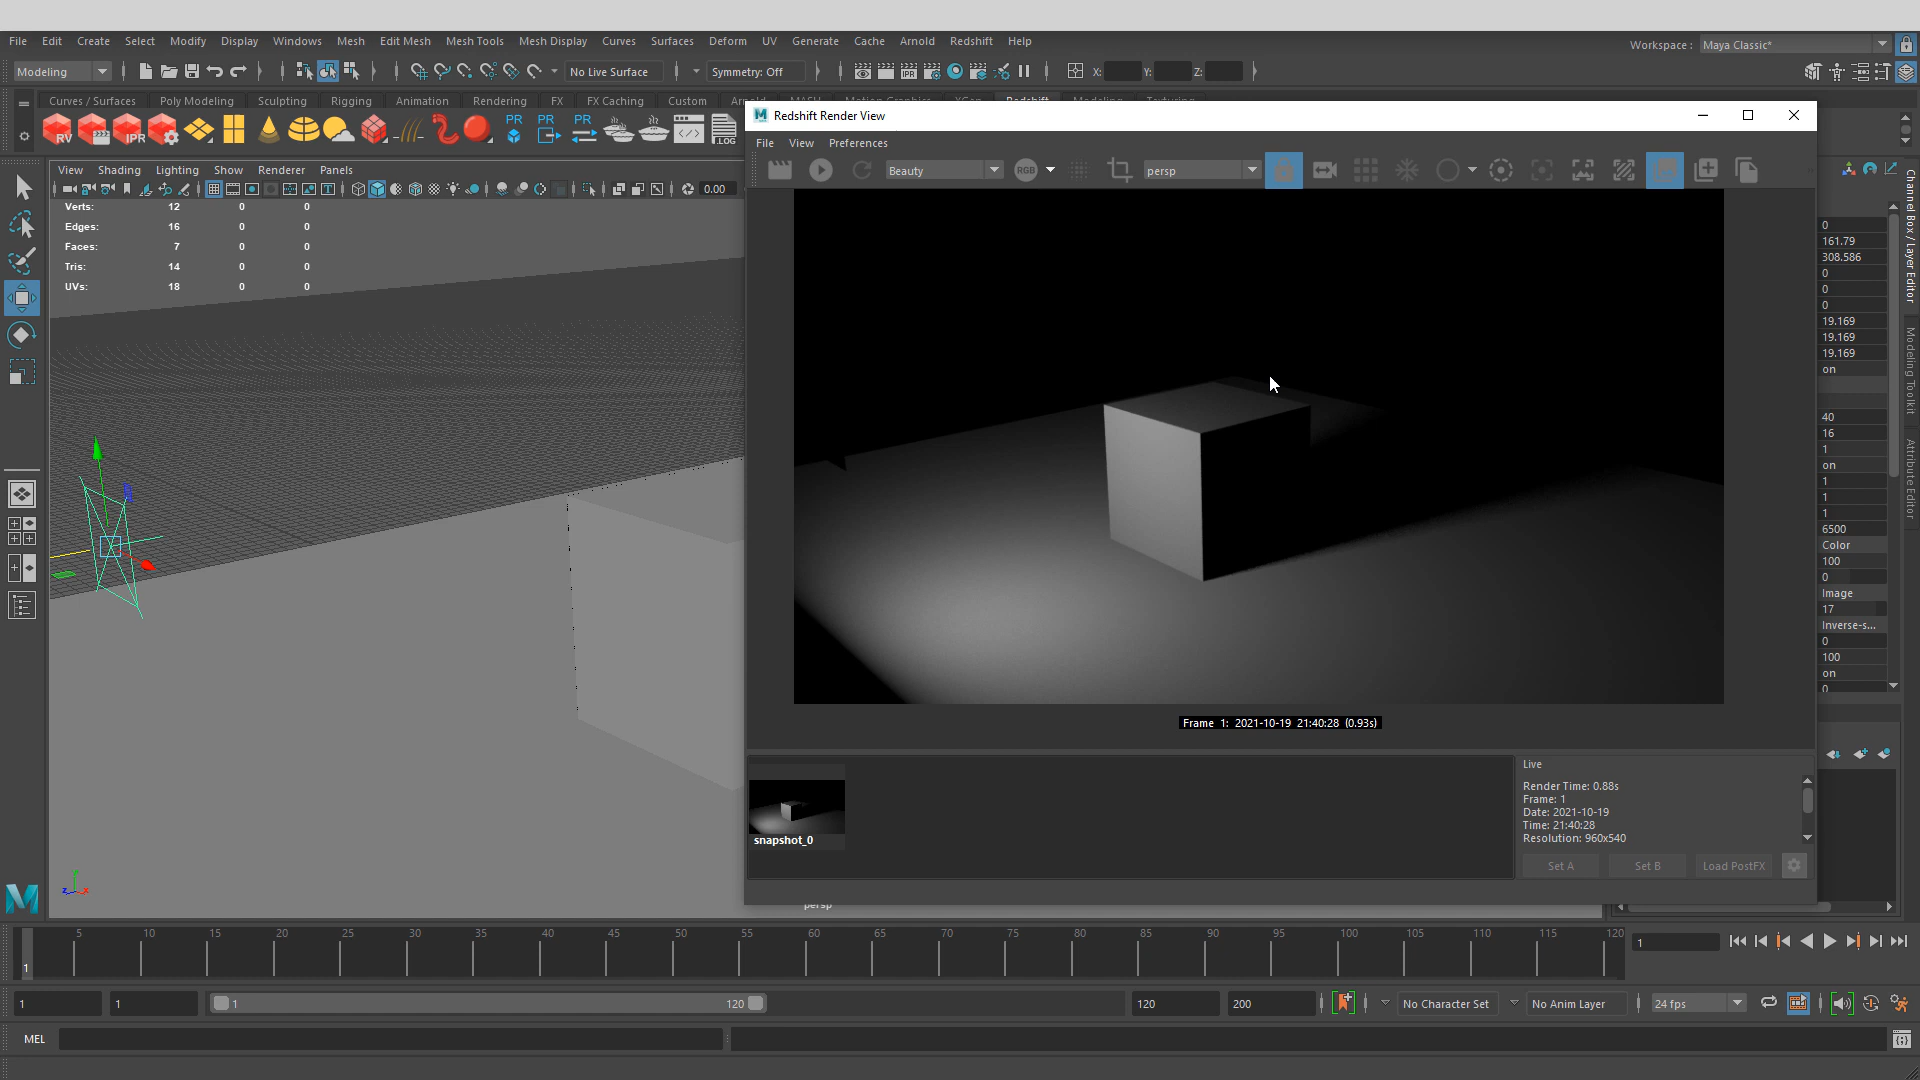 File Edit Create Select Modify Display Windows Mesh Edit Mesh Mesh Tools Mesh Display Curves Surfaces Deform UV Generate Cache Arnold Redshift Help
Workspace : Maya Classic*
Modeling No Live Surface Symmetry: Off X: Y: Z:
Curves / Surfaces Poly Modeling Sculpting Rigging Animation Rendering FX FX Caching Custom
RV IPR PR PR PR .LOG
Redshift Render View
File View Preferences
Beauty RGB persp
View Shading Lighting Show Renderer Panels
0.00
Verts: 12 0 0
Edges: 16 0 0
Faces: 7 0 0
Tris: 14 0 0
UVs: 18 0 0
0
161.79
308.586
0
0
0
19.169
19.169
19.169
on
40
16
1
on
1
1
1
6500
Color
100
0
Image
17
Inverse-s...
0
100
on
0
Channel Box / Layer Editor
Modeling Toolkit
Attribute Editor
Frame 1: 2021-10-19 21:40:28 (0.93s)
snapshot_0
Live
Render Time: 0.88s
Frame: 1
Date: 2021-10-19
Time: 21:40:28
Resolution: 960x540
Set A Set B Load PostFX
z x
persp
5 10 15 20 25 30 35 40 45 50 55 60 65 70 75 80 85 90 95 100 105 110 115 120
1
1
1 1 1 120 120 200 No Character Set No Anim Layer 24 fps
MEL